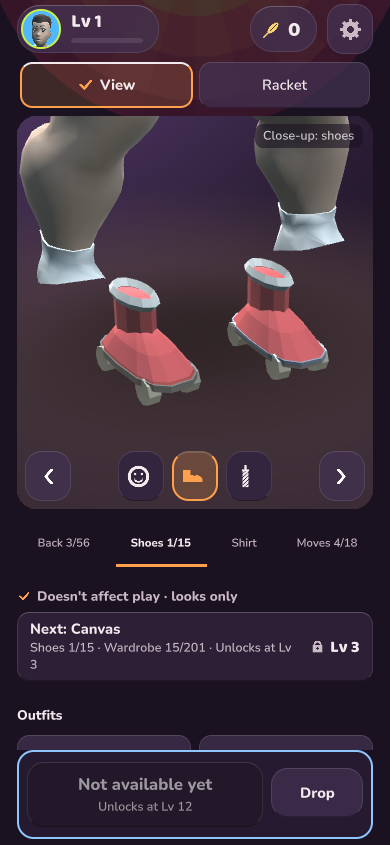 Lv 1
0
View
Racket
Close-up: shoes
Back 3/56
Shoes 1/15
Shirt
Moves 4/18
Doesn't affect play · looks only
Next: Canvas
Shoes 1/15 · Wardrobe 15/201 · Unlocks at Lv
3
Lv 3
Outfits
Not available yet
Unlocks at Lv 12
Drop